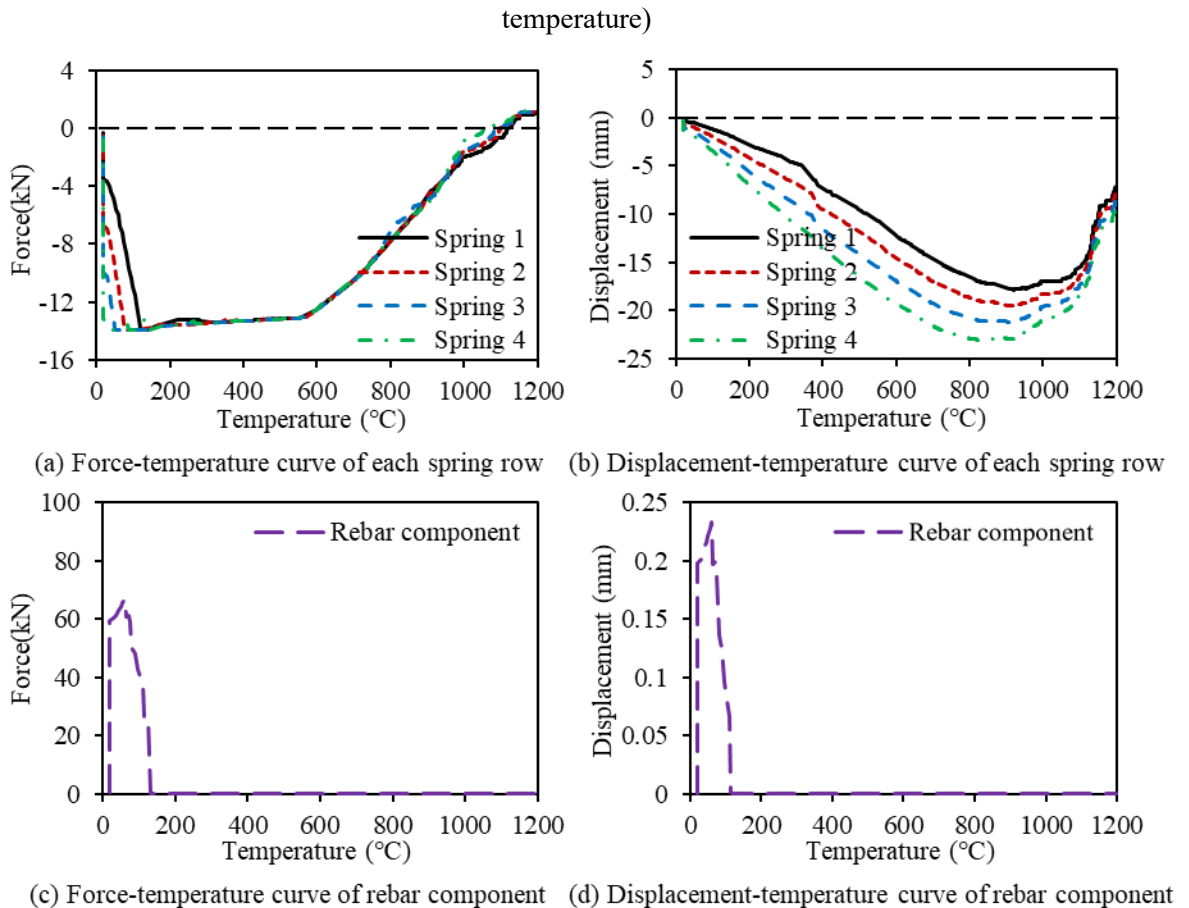 temperature)
4
0
-4
-8
-12
-16
Force(kN)
Spring 1
Spring 2
Spring 3
Spring 4
0 200 400 600 800 1000 1200
Temperature (°C)
5
0
-5
-10
-15
-20
-25
Displacement (mm)
Spring 1
Spring 2
Spring 3
Spring 4
0 200 400 600 800 1000 1200
Temperature (°C)
(a) Force-temperature curve of each spring row
(b) Displacement-temperature curve of each spring row
100
80
60
40
20
0
Force(kN)
Rebar component
0 200 400 600 800 1000 1200
Temperature (°C)
0.25
0.2
0.15
0.1
0.05
0
Displacement (mm)
Rebar component
0 200 400 600 800 1000 1200
Temperature (°C)
(c) Force-temperature curve of rebar component
(d) Displacement-temperature curve of rebar component